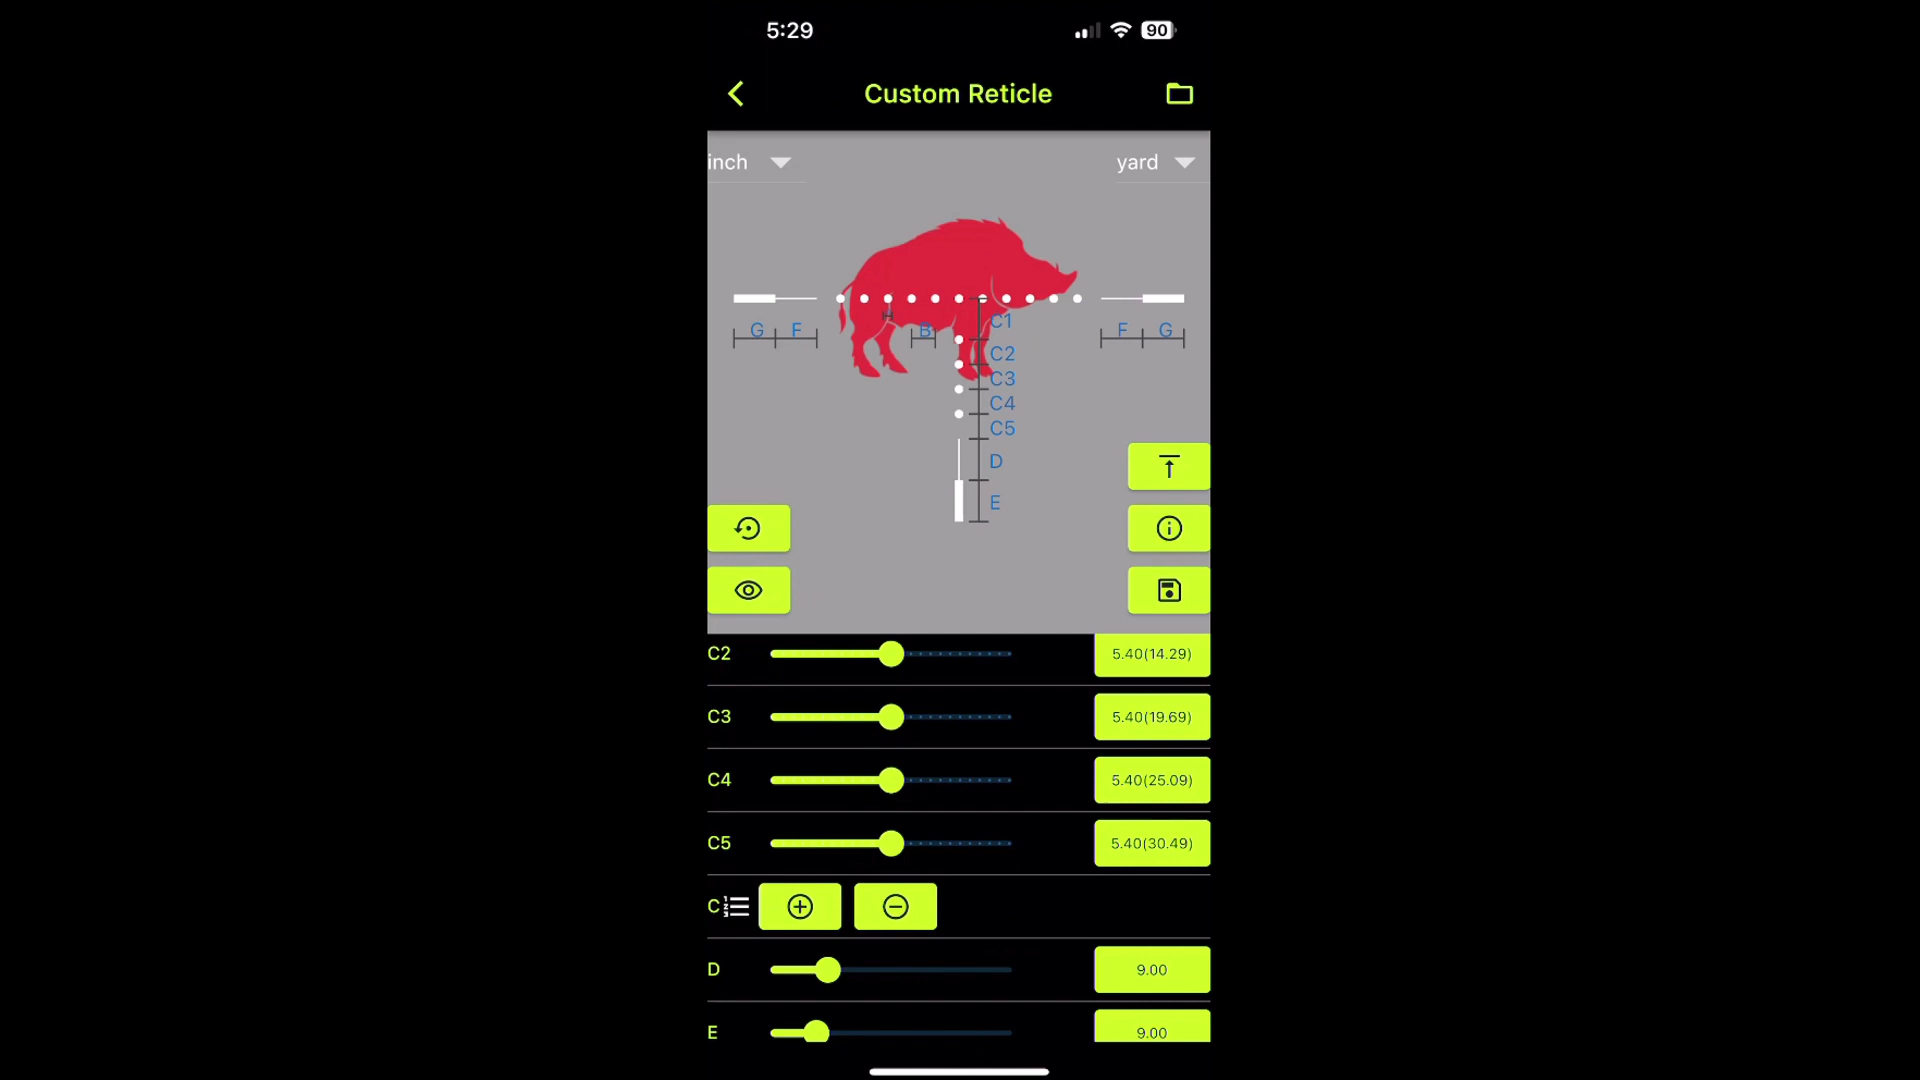 5:29
90
Custom Reticle
inch
yard
C1
G F B F G
C2
C3
C4
C5
D
E
C2 5.40(14.29)
C3 5.40(19.69)
C4 5.40(25.09)
C5 5.40(30.49)
C
D 9.00
E 9.00